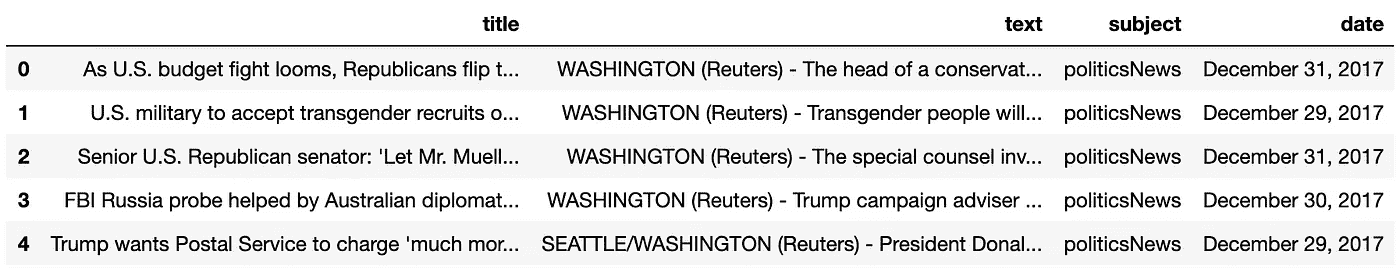 title text subject date
0 As U.S. budget fight looms, Republicans flip t... WASHINGTON (Reuters) - The head of a conservat... politicsNews December 31, 2017
1 U.S. military to accept transgender recruits o... WASHINGTON (Reuters) - Transgender people will... politicsNews December 29, 2017
2 Senior U.S. Republican senator: 'Let Mr. Muell... WASHINGTON (Reuters) - The special counsel inv... politicsNews December 31, 2017
3 FBI Russia probe helped by Australian diplomat... WASHINGTON (Reuters) - Trump campaign adviser ... politicsNews December 30, 2017
4 Trump wants Postal Service to charge 'much mor... SEATTLE/WASHINGTON (Reuters) - President Donal... politicsNews December 29, 2017